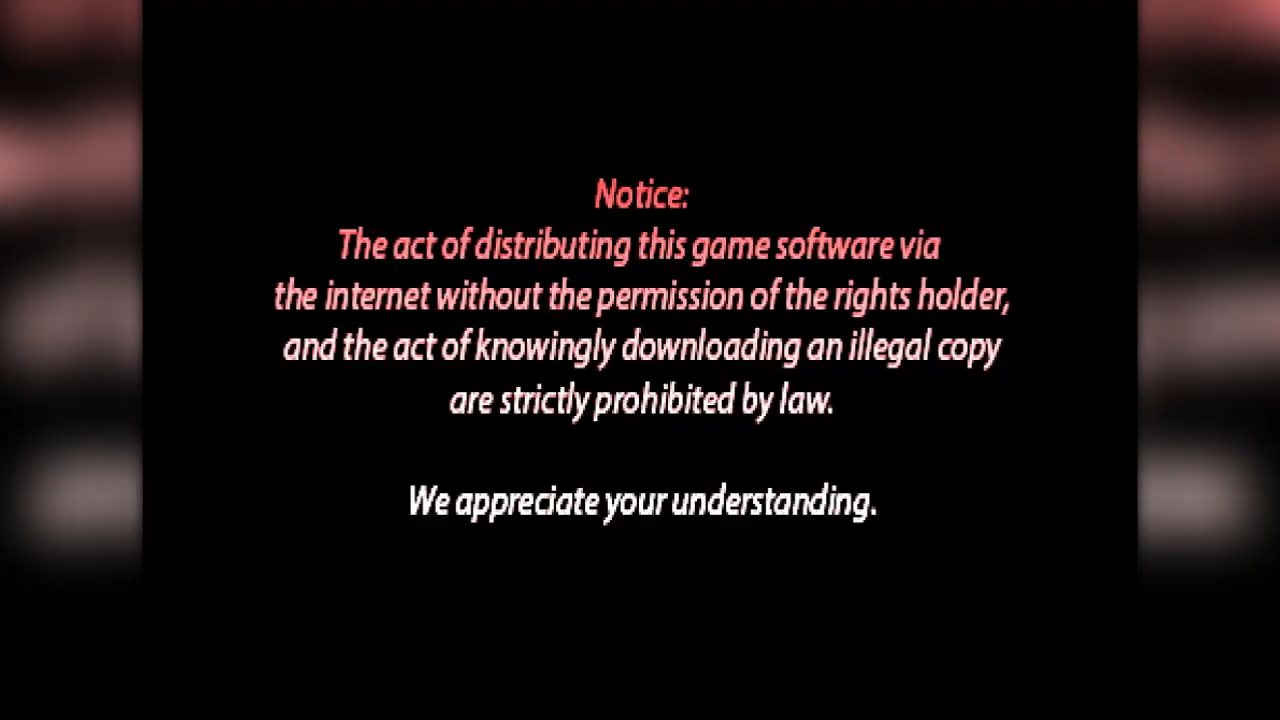 Notice:
The act of distributing this game software via
the internet without the permission of the rights holder,
and the act of knowingly downloading an illegal copy
are strictly prohibited by law.
We appreciate your understanding.